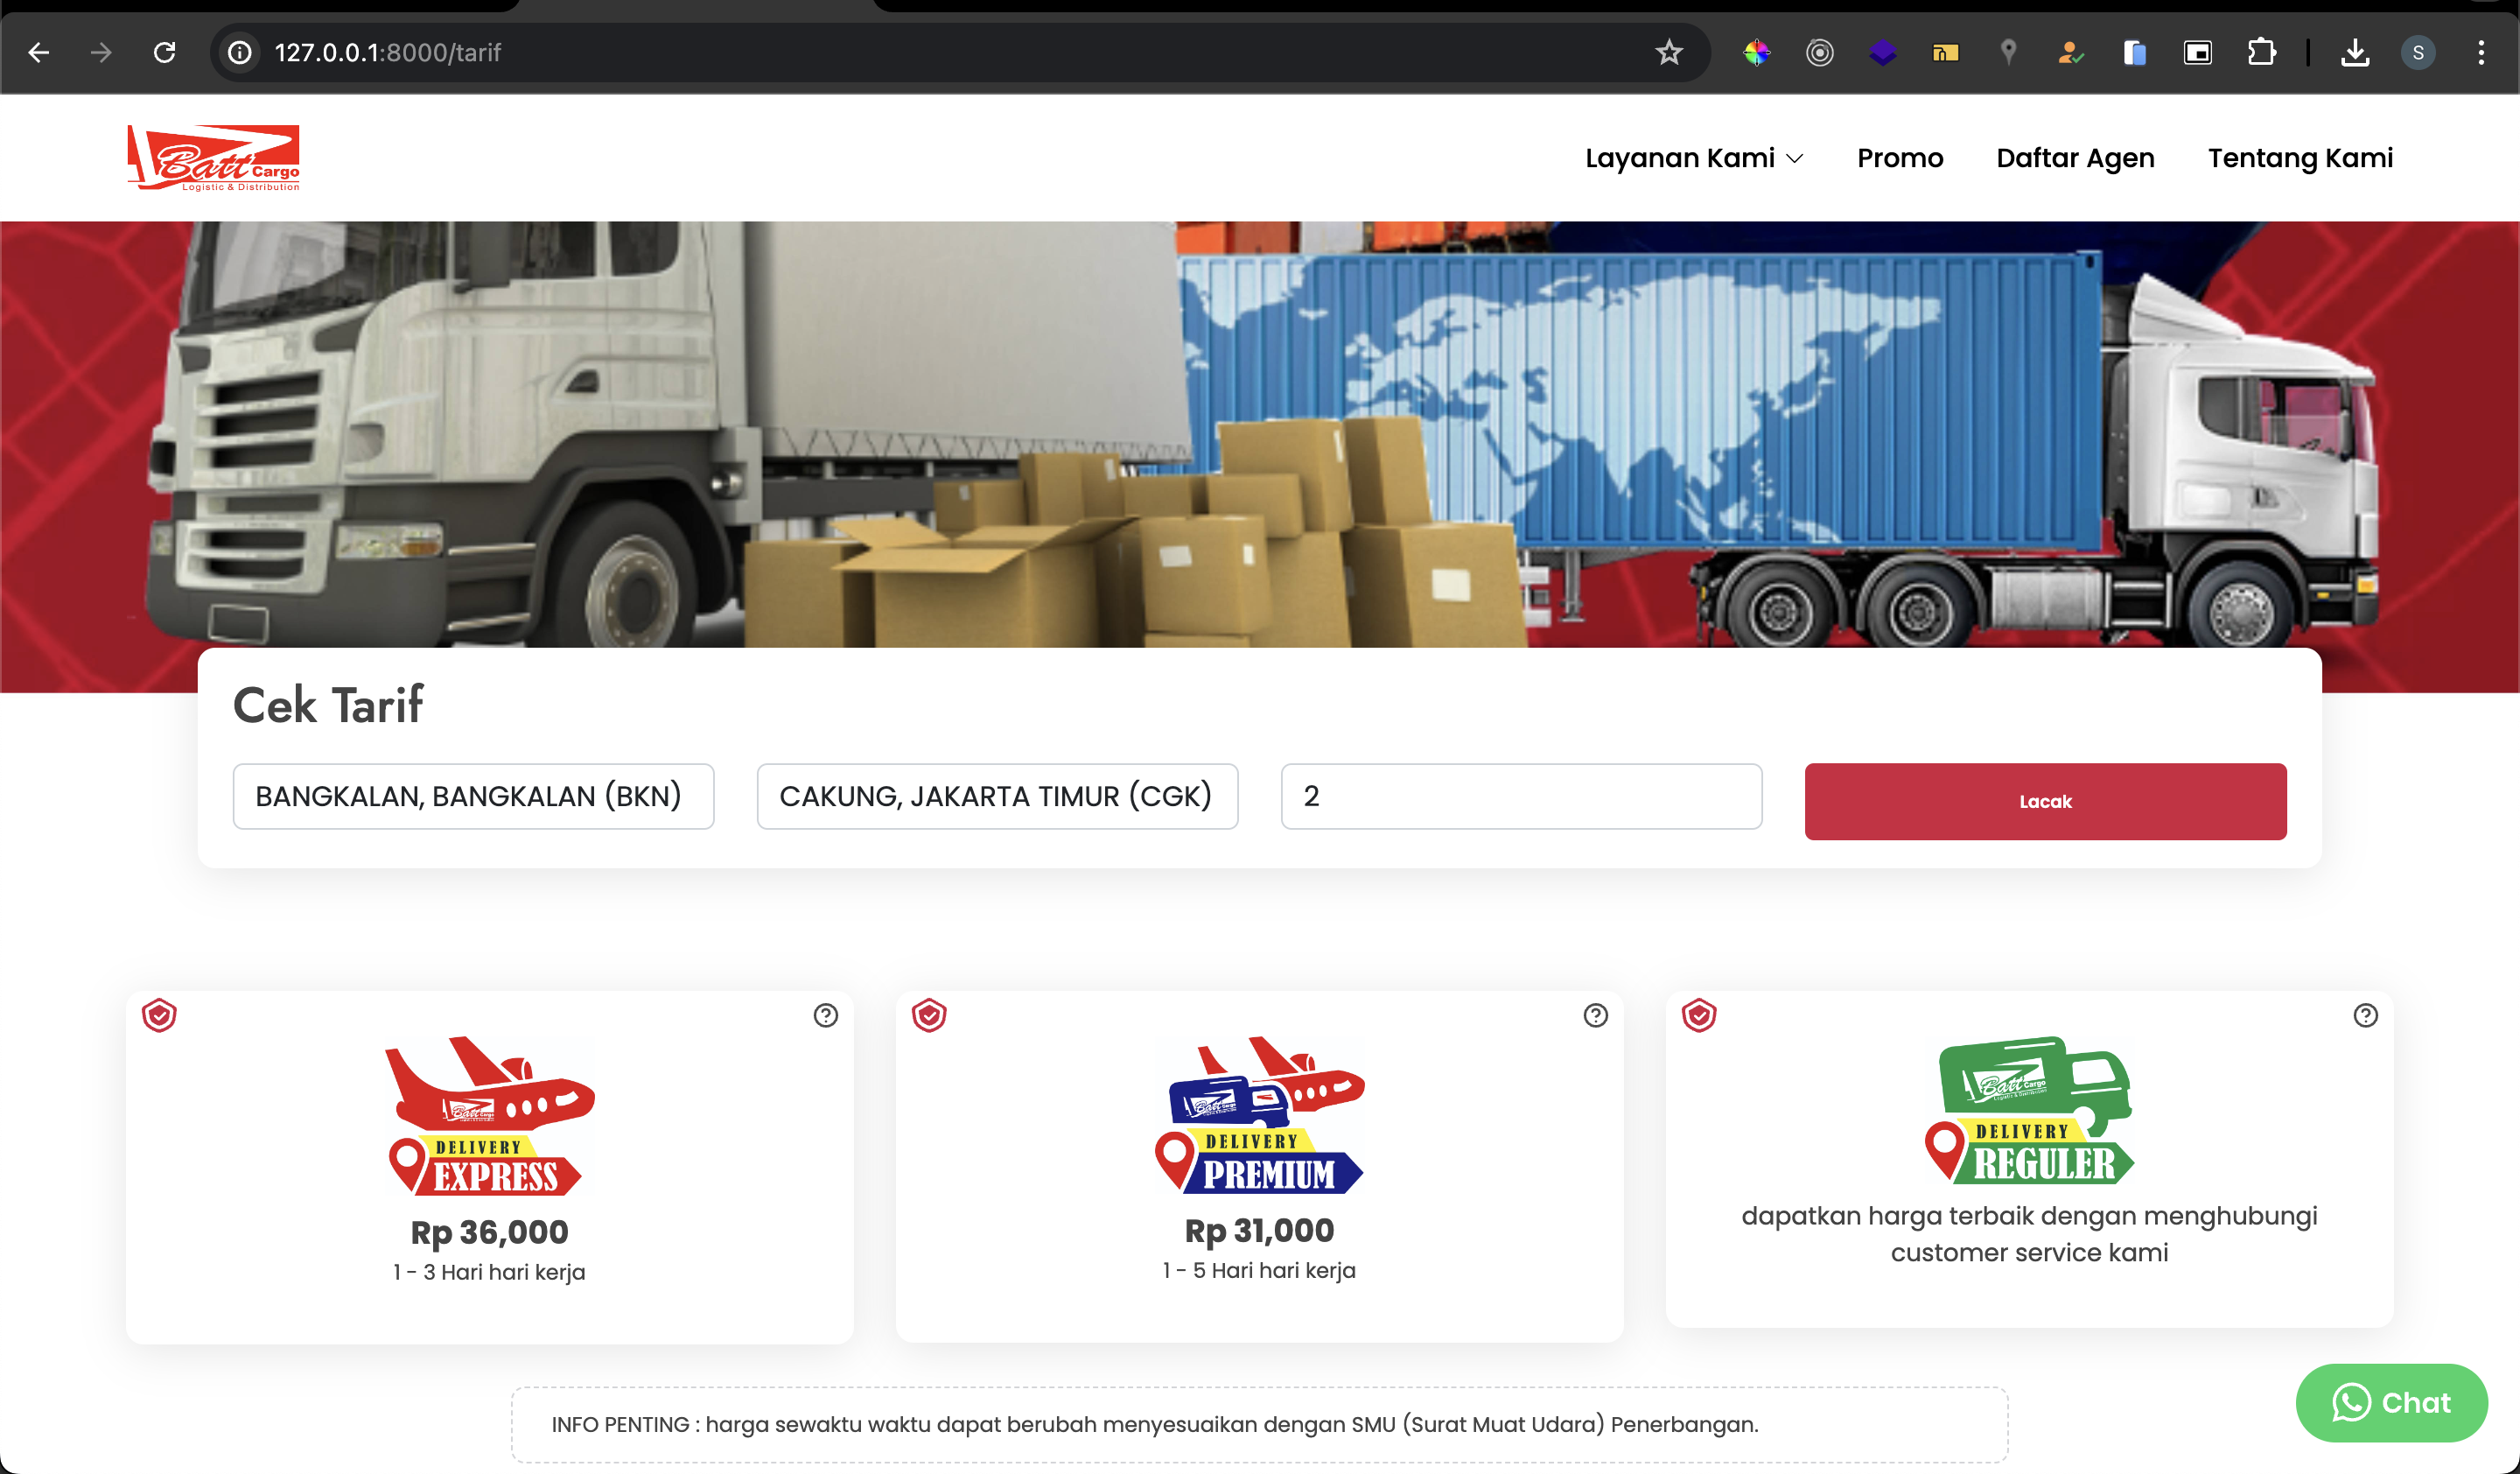 127.0.0.1:8000/tarif
S
Batt Cargo
Logistic & Distribution
Layanan Kami
Promo
Daftar Agen
Tentang Kami
Cek Tarif
BANGKALAN, BANGKALAN (BKN)
CAKUNG, JAKARTA TIMUR (CGK)
2
Lacak
DELIVERY
EXPRESS
Rp 36,000
1 - 3 Hari hari kerja
DELIVERY
PREMIUM
Rp 31,000
1 - 5 Hari hari kerja
Batt Cargo
DELIVERY
REGULER
dapatkan harga terbaik dengan menghubungi
customer service kami
INFO PENTING : harga sewaktu waktu dapat berubah menyesuaikan dengan SMU (Surat Muat Udara) Penerbangan.
Chat